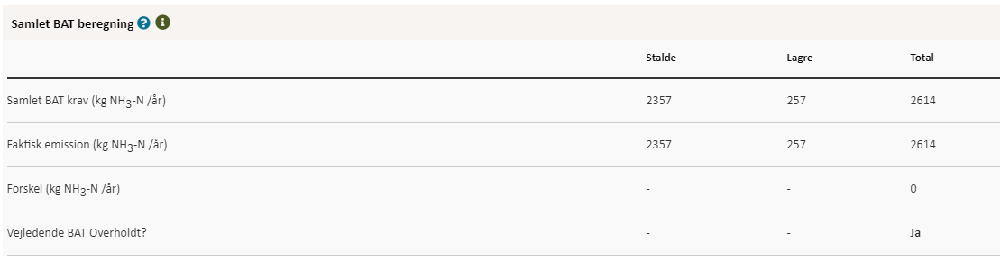 Samlet BAT beregning ? i
Stalde Lagre Total
Samlet BAT krav (kg NH3-N /år) 2357 257 2614
Faktisk emission (kg NH3-N /år) 2357 257 2614
Forskel (kg NH3-N /år) - - 0
Vejledende BAT Overholdt? - - Ja